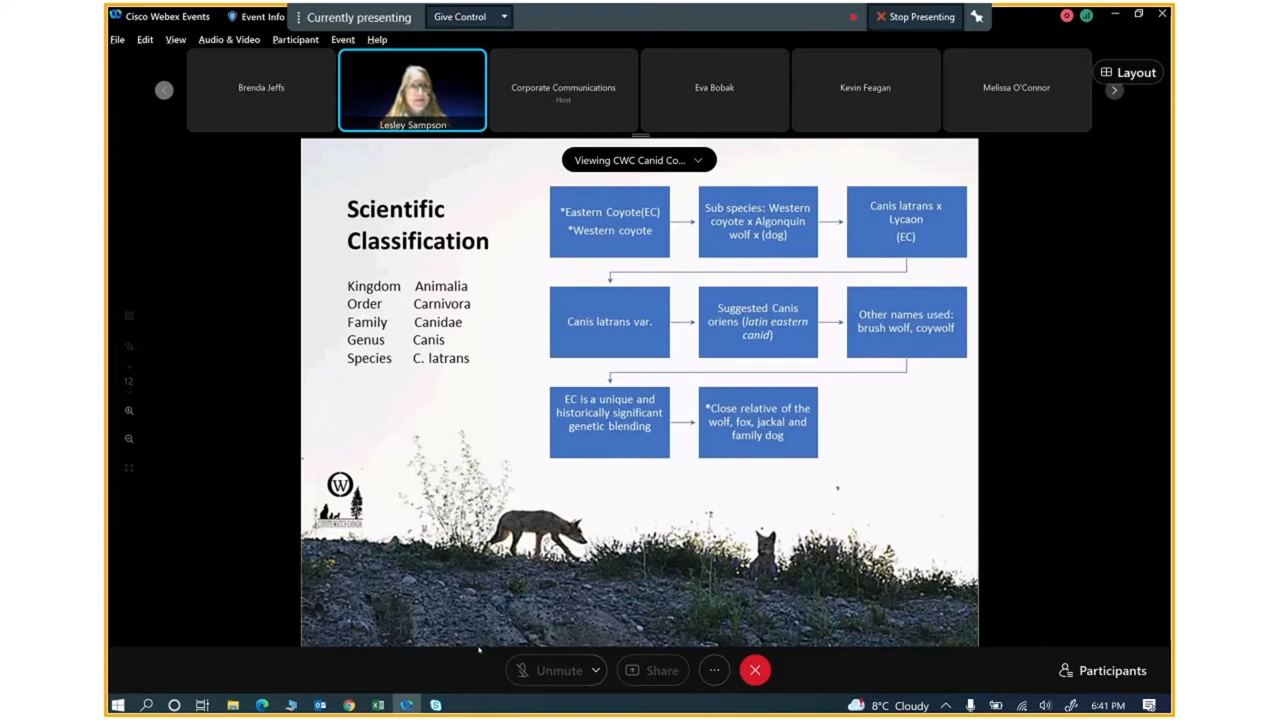 Cisco Webex Events
Event Info
Currently presenting
Give Control
Stop Presenting
File Edit View Audio & Video Participant Event Help
Brenda Jeffs
Lesley Sampson
Corporate Communications
Host
Eva Bobak
Kevin Feagan
Melissa O'Connor
Layout
Viewing CWC Canid Co...
Scientific
Classification
Kingdom Animalia
Order Carnivora
Family Canidae
Genus Canis
Species C. latrans
*Eastern Coyote(EC)
*Western coyote
Sub species: Western
coyote x Algonquin
wolf x (dog)
Canis latrans x
Lycaon
(EC)
Canis latrans var.
Suggested Canis
oriens (latin eastern
canid)
Other names used:
brush wolf, coywolf
EC is a unique and
historically significant
genetic blending
*Close relative of the
wolf, fox, jackal and
family dog
12
W
COYOTE WATCH CANADA
Unmute
Share
Participants
8°C Cloudy
6:41 PM